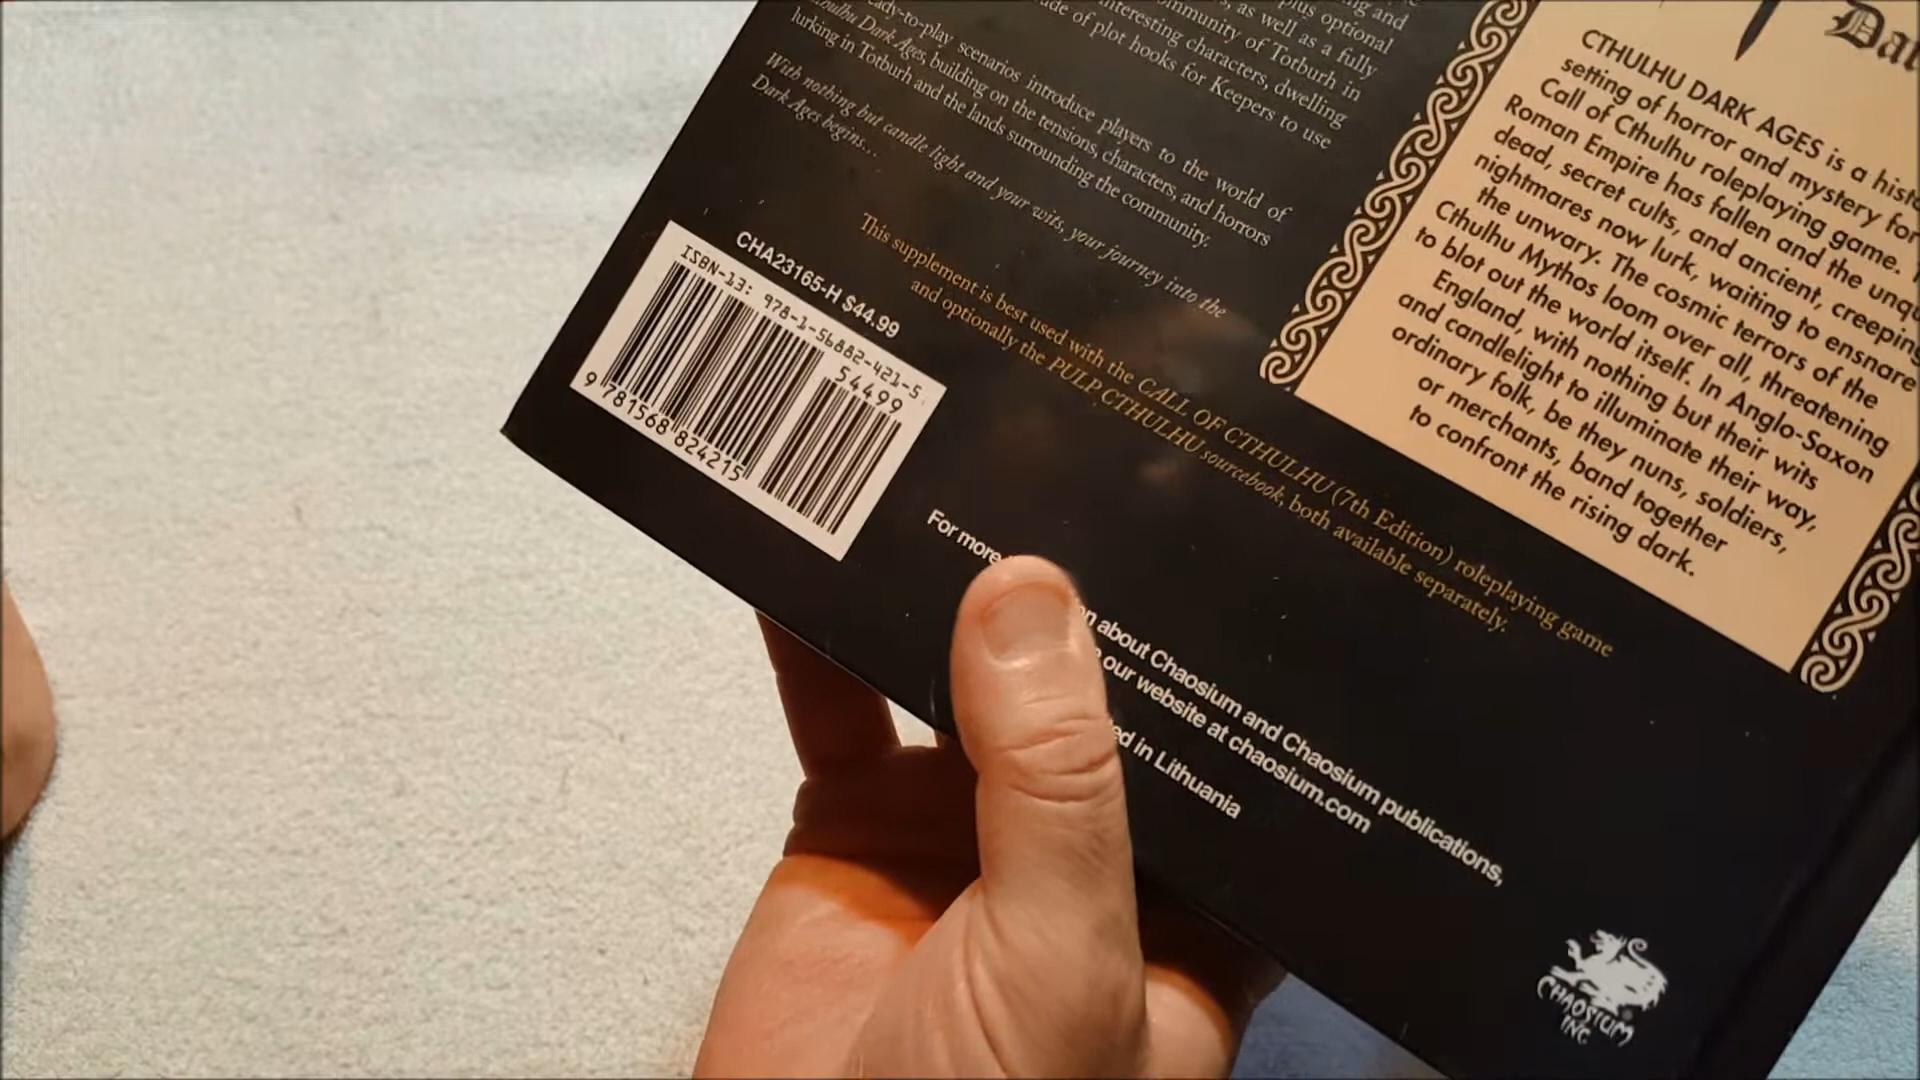 ing and
plus optional
s, as well as a fully
ommunity of Totburh in
interesting characters, dwelling
ade of plot hooks for Keepers to use
ady-to-play scenarios introduce players to the world of
Cthulhu Dark Ages, building on the tensions, characters, and horrors
lurking in Totburh and the lands surrounding the community.
With nothing but candle light and your wits, your journey into the
Dark Ages begins...
This supplement is best used with the CALL OF CTHULHU (7th Edition) roleplaying game
and optionally the PULP CTHULHU sourcebook, both available separately.
CHA23165-H $44.99
ISBN-13: 978-1-56882-421-5
54499
9 781568 824215
For more
on about Chaosium and Chaosium publications,
our website at chaosium.com
ed in Lithuania
Da
CTHULHU DARK AGES is a histo
setting of horror and mystery for
Call of Cthulhu roleplaying game.
Roman Empire has fallen and the unqu
dead, secret cults, and ancient, creeping
nightmares now lurk, waiting to ensnare
the unwary. The cosmic terrors of the
Cthulhu Mythos loom over all, threatening
to blot out the world itself. In Anglo-Saxon
England, with nothing but their wits
and candlelight to illuminate their way,
ordinary folk, be they nuns, soldiers,
or merchants, band together
to confront the rising dark.
CHAOSIUM
INC